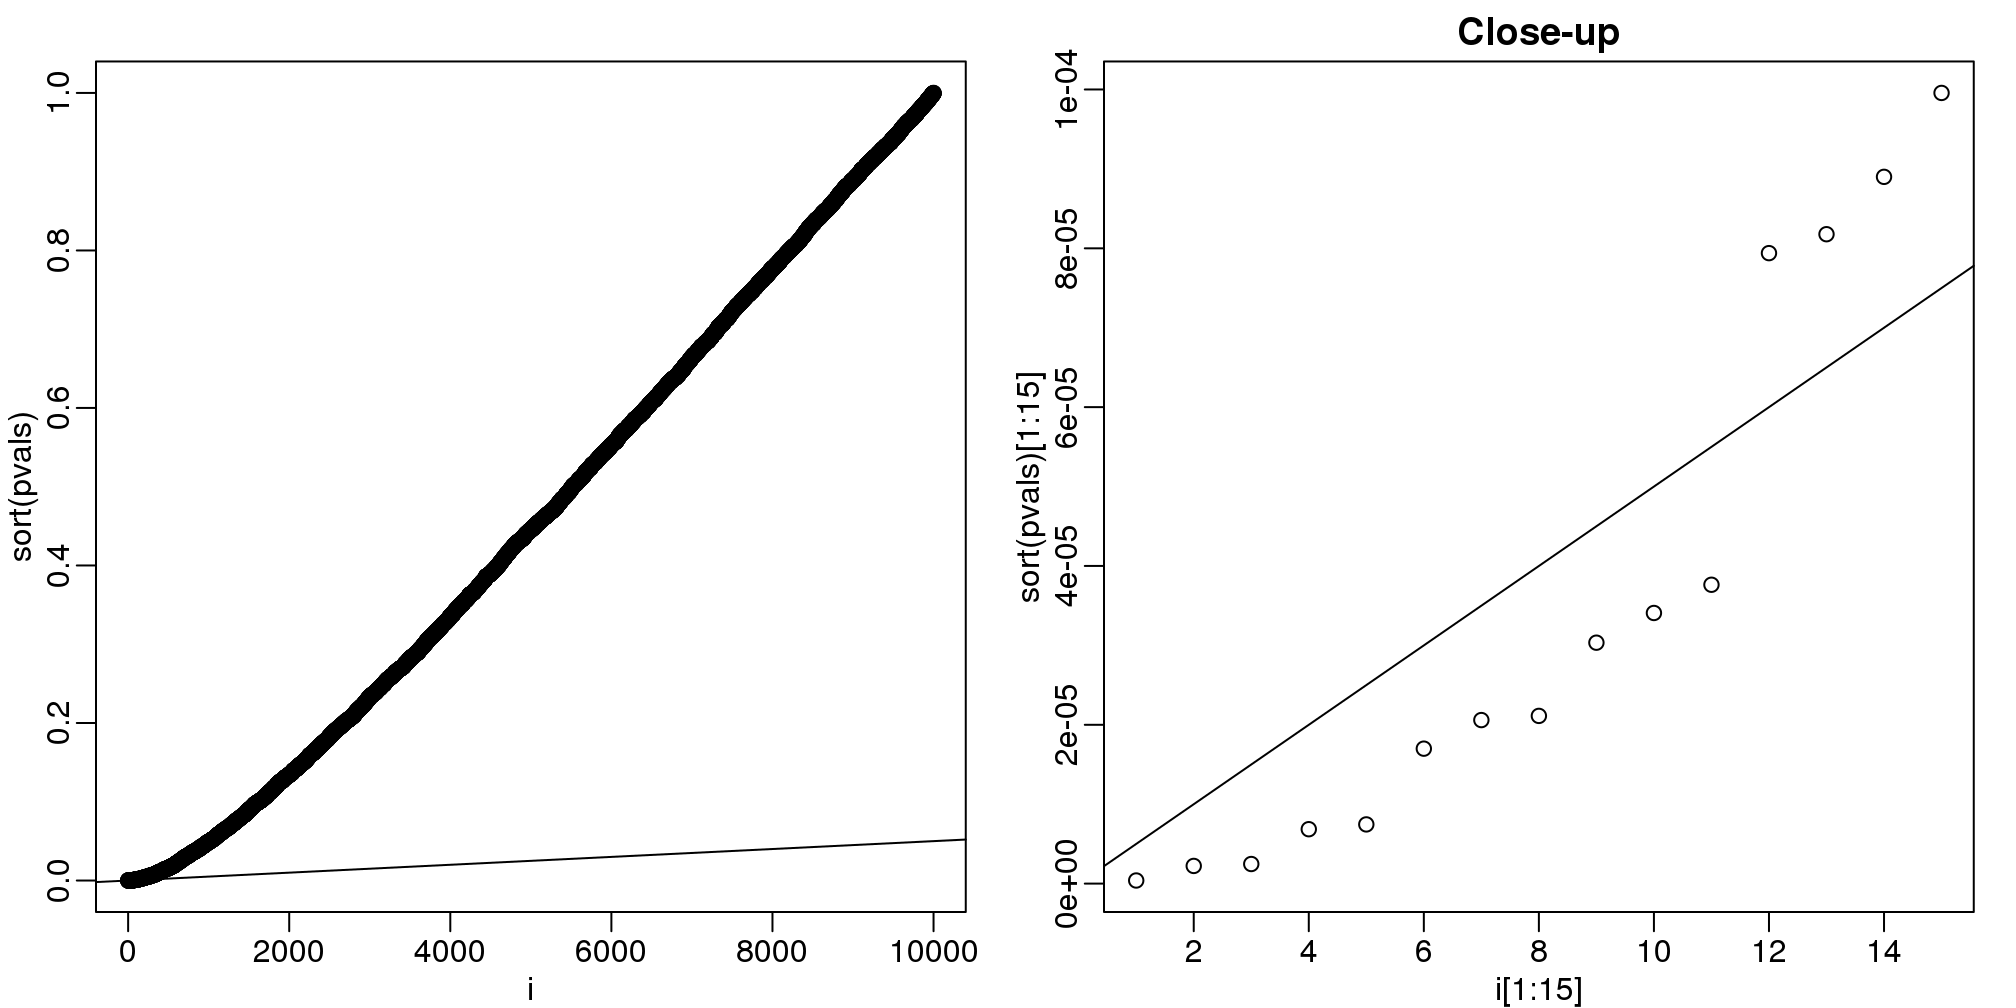 sort(pvals)
1.0
0.8
0.6
0.4
0.2
0.0
0 2000 4000 6000 8000 10000
i
Close-up
sort(pvals)[1:15]
1e-04
8e-05
6e-05
4e-05
2e-05
0e+00
2 4 6 8 10 12 14
i[1:15]